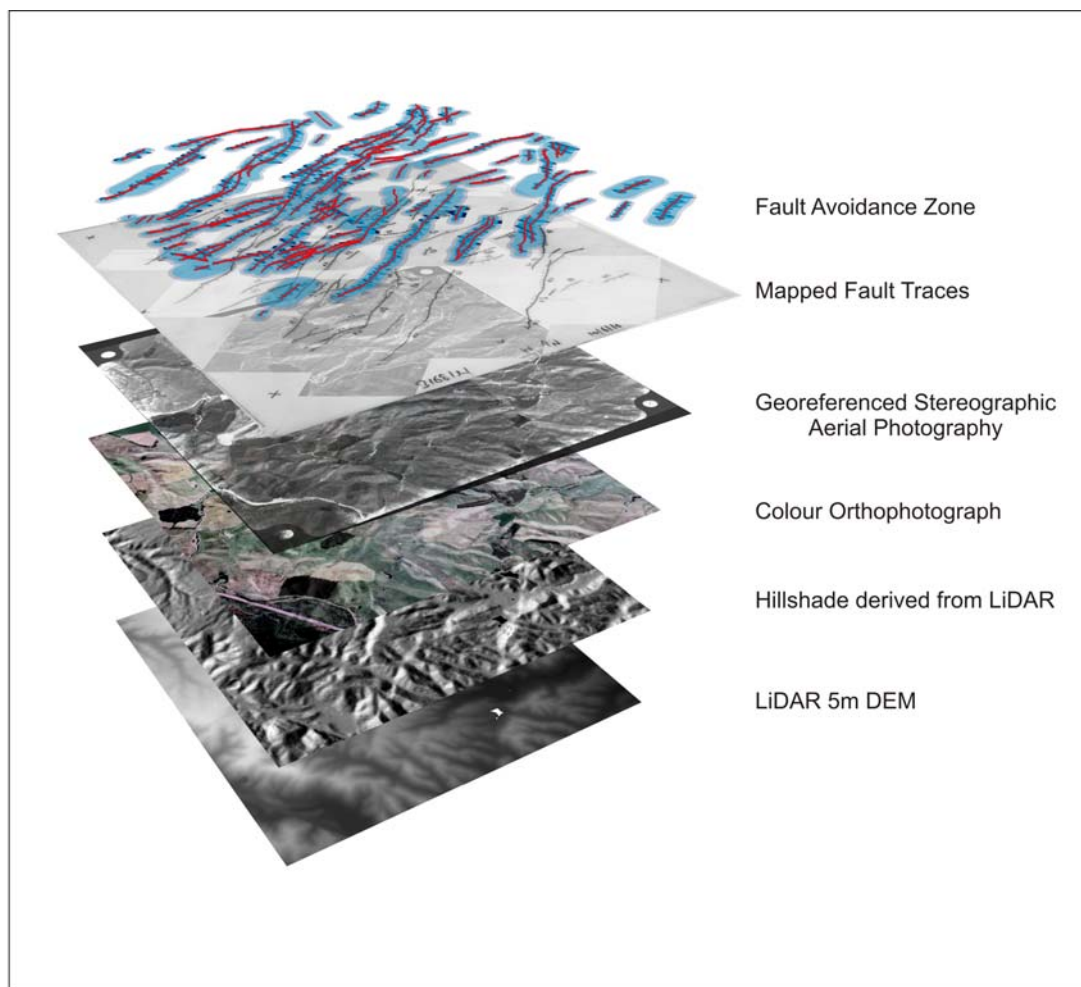 Fault Avoidance Zone
Mapped Fault Traces
Georeferenced Stereographic
Aerial Photography
Colour Orthophotograph
Hillshade derived from LiDAR
LiDAR 5m DEM